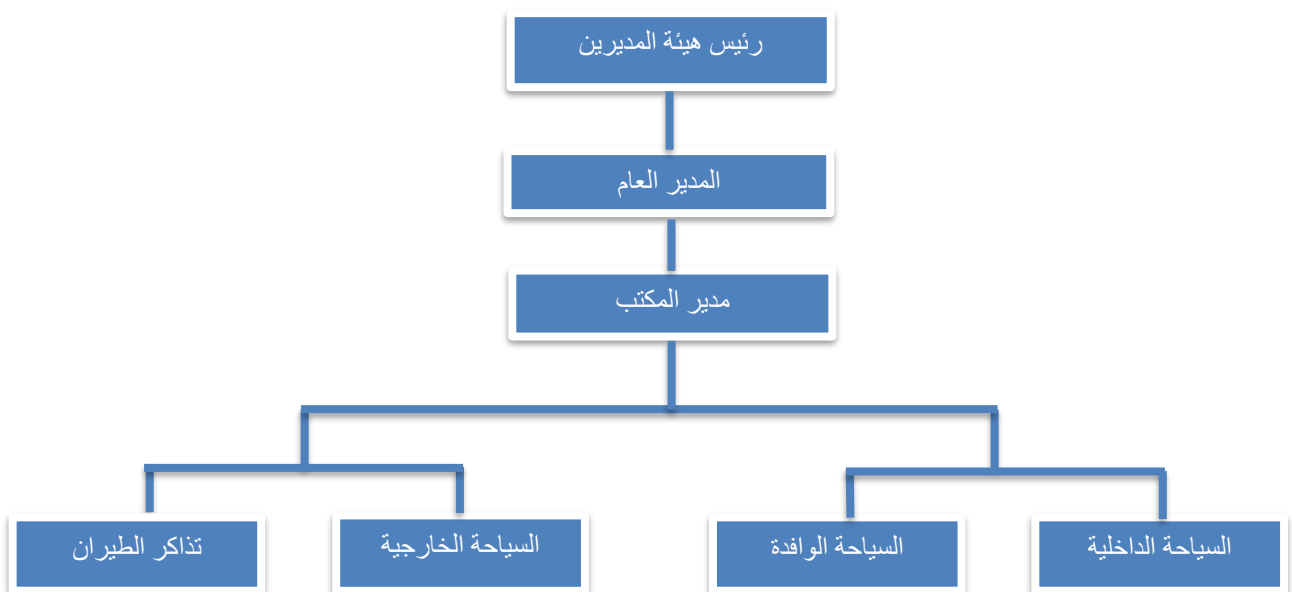 رئيس هيئة المديرين
المدير العام
مدير المكتب
السياحة الداخلية
السياحة الوافدة
السياحة الخارجية
تذاكر الطيران